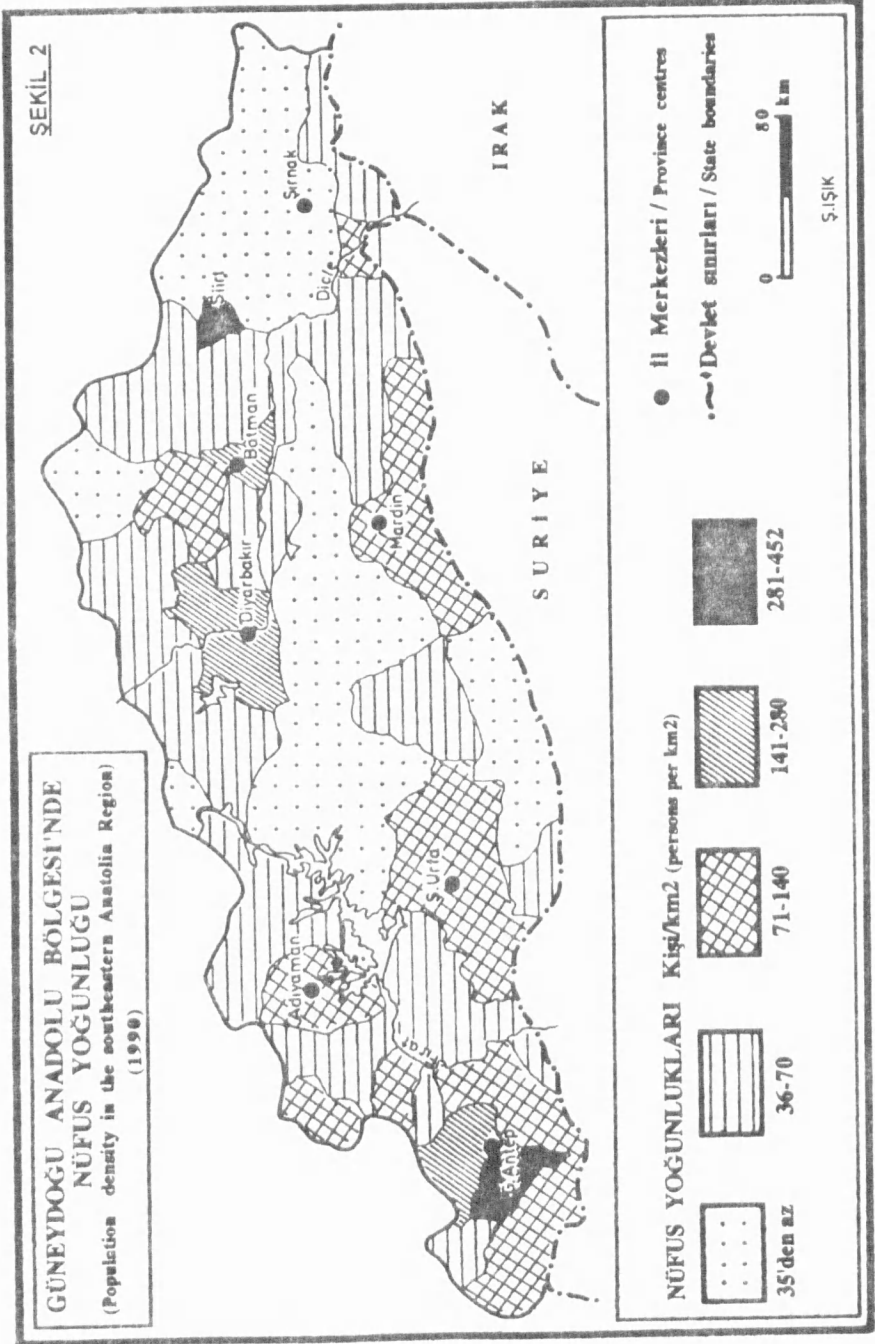 ŞEKİL 2
GÜNEYDOĞU ANADOLU BÖLGESİ'NDE
NÜFUS YOĞUNLUĞU
(Population density in the southeastern Anatolia Region)
(1990)
Siirt
Şırnak
Batman
Dicle
Diyarbakır
Mardin
Adıyaman
Ş.Urfa
Fırat
G.Antep
IRAK
SURİYE
NÜFUS YOĞUNLUKLARI Kişi/km2 (persons per km2)
35'den az
36-70
71-140
141-280
281-452
İl Merkezleri / Province centres
Devlet sınırları / State boundaries
0 80 km
Ş.IŞIK